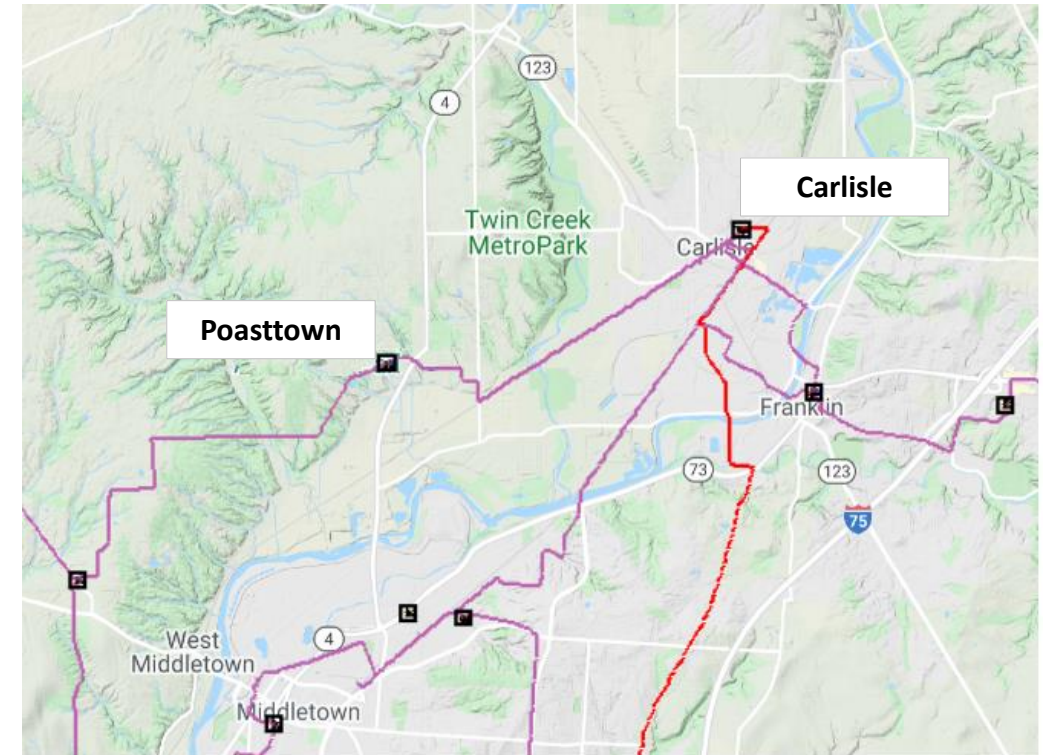 123
4
Carlisle
Twin Creek
MetroPark
Carlisle
Poasttown
Franklin
73
123
75
4
West
Middletown
Middletown